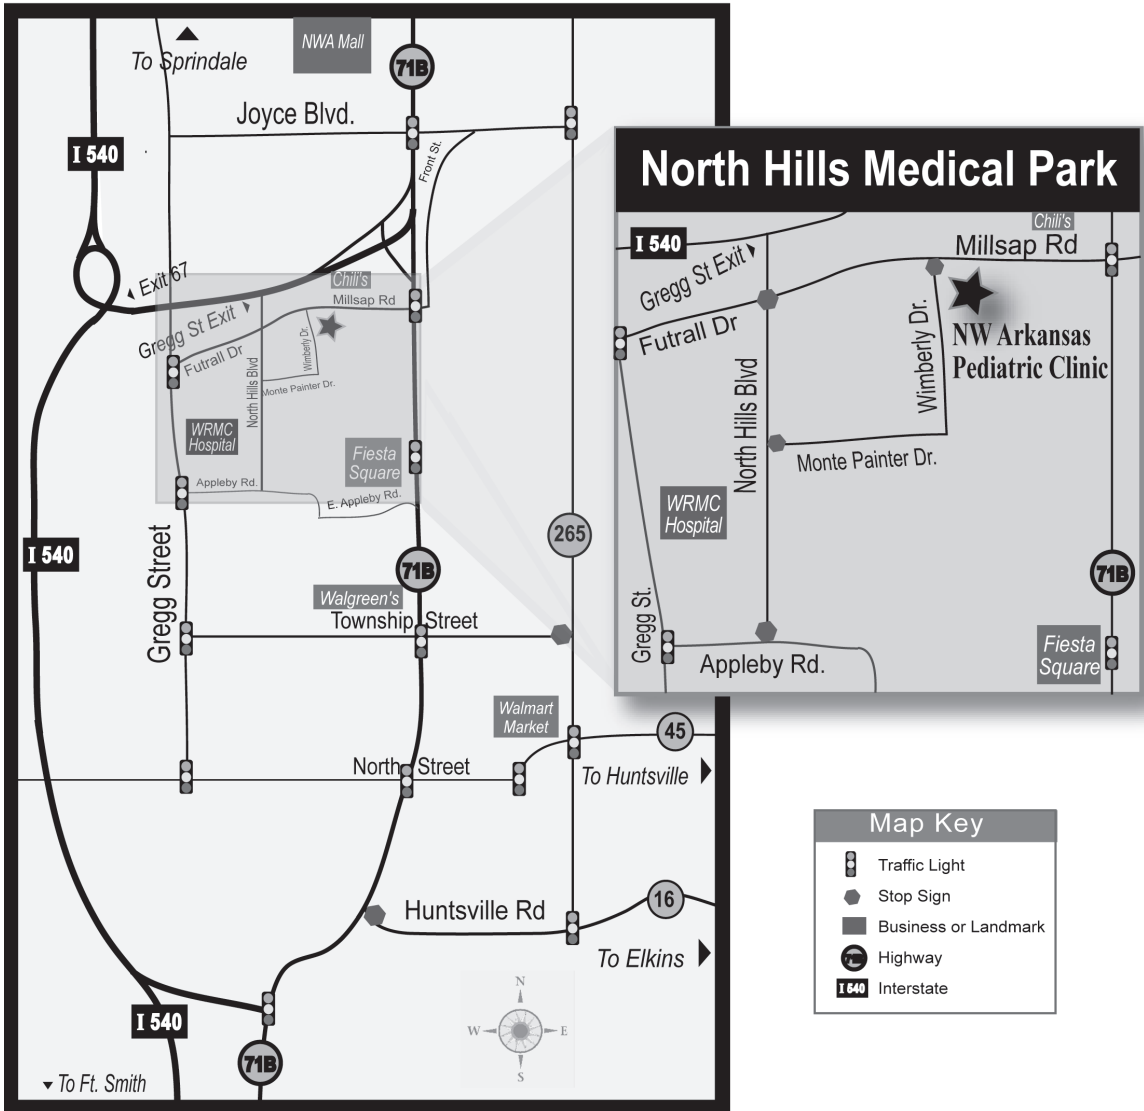 To Sprindale
NWA Mall
71B
Joyce Blvd.
I 540
Front St.
Exit 67
Gregg St Exit
Chili's
Millsap Rd
Futrall Dr
Wimberly Dr.
North Hills Blvd
Monte Painter Dr.
WRMC
Hospital
Fiesta
Square
Appleby Rd.
E. Appleby Rd.
I 540
Gregg Street
265
71B
Walgreen's
Township Street
Walmart
Market
45
North Street
To Huntsville
16
Huntsville Rd
To Elkins
I 540
71B
To Ft. Smith
N
W E
S
North Hills Medical Park
Chili's
I 540
Millsap Rd
Gregg St Exit
Futrall Dr
Wimberly Dr.
NW Arkansas
Pediatric Clinic
North Hills Blvd
Monte Painter Dr.
WRMC
Hospital
71B
Gregg St.
Appleby Rd.
Fiesta
Square
Map Key
Traffic Light
Stop Sign
Business or Landmark
71B Highway
I 540 Interstate